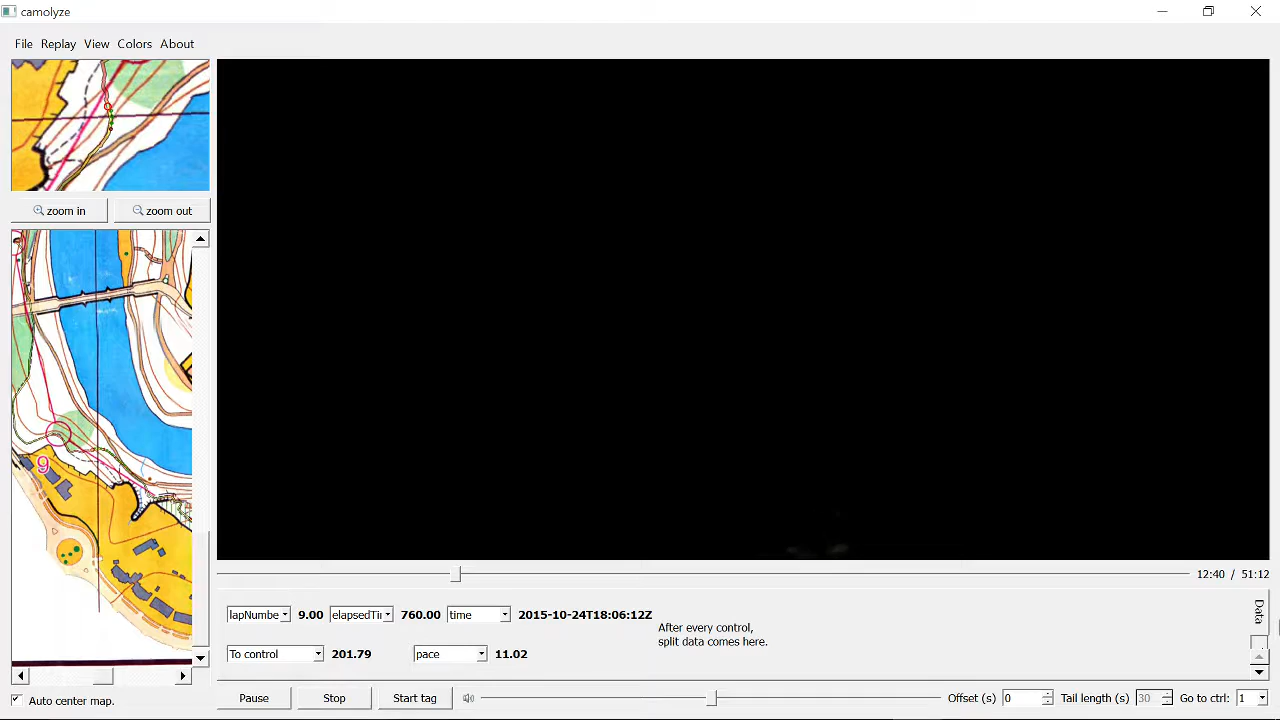 camolyze
File Replay View Colors About
zoom in zoom out
9
12:40 / 51:12
lapNumbe 9.00 elapsedTi 760.00 time 2015-10-24T18:06:12Z
After every control,
split data comes here.
To control 201.79 pace 11.02
Data
Auto center map.
Pause Stop Start tag Offset (s) 0 Tail length (s) 30 Go to ctrl: 1